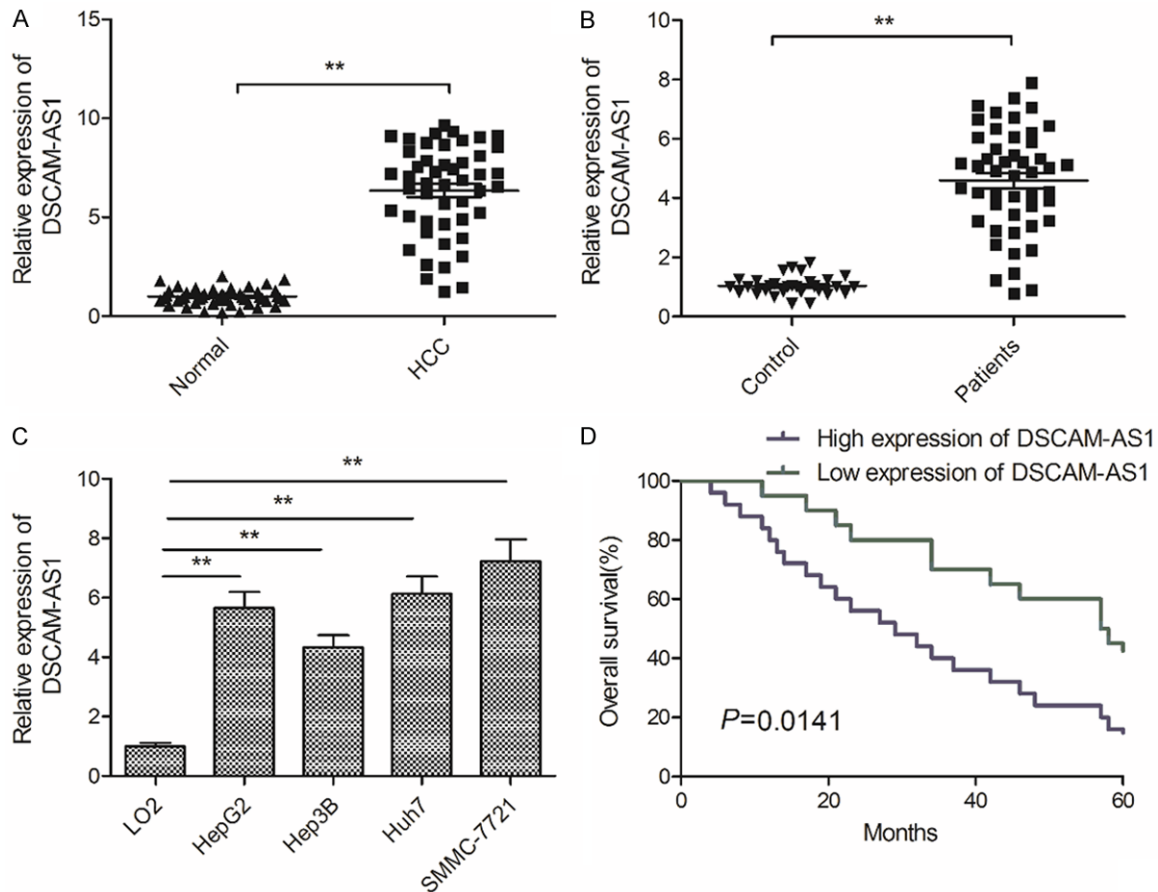 A
Relative expression of
DSCAM-AS1
15
10
5
0
**
Normal
HCC
B
Relative expression of
DSCAM-AS1
10
8
6
4
2
0
**
Control
Patients
C
Relative expression of
DSCAM-AS1
10
8
6
4
2
0
**
**
**
**
LO2
HepG2
Hep3B
Huh7
SMMC-7721
D
High expression of DSCAM-AS1
Low expression of DSCAM-AS1
Overall survival(%)
100
80
60
40
20
0
P=0.0141
0
20
40
60
Months